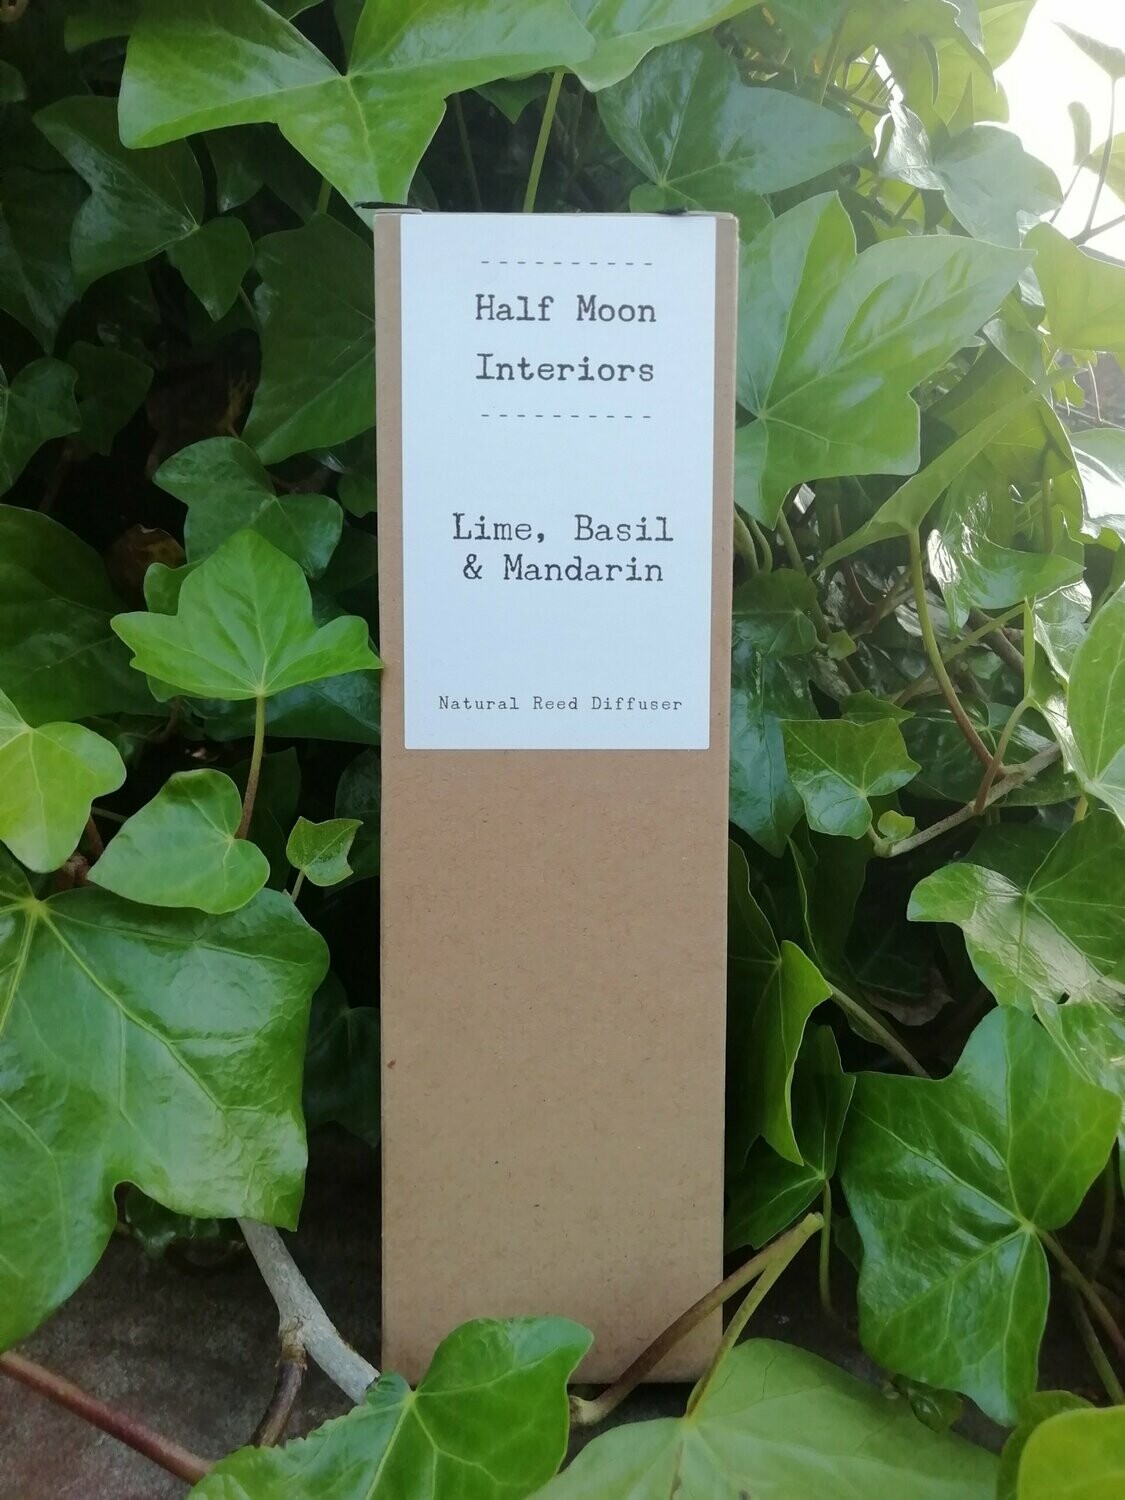 ----------
Half Moon
Interiors
----------
Lime, Basil
& Mandarin
Natural Reed Diffuser